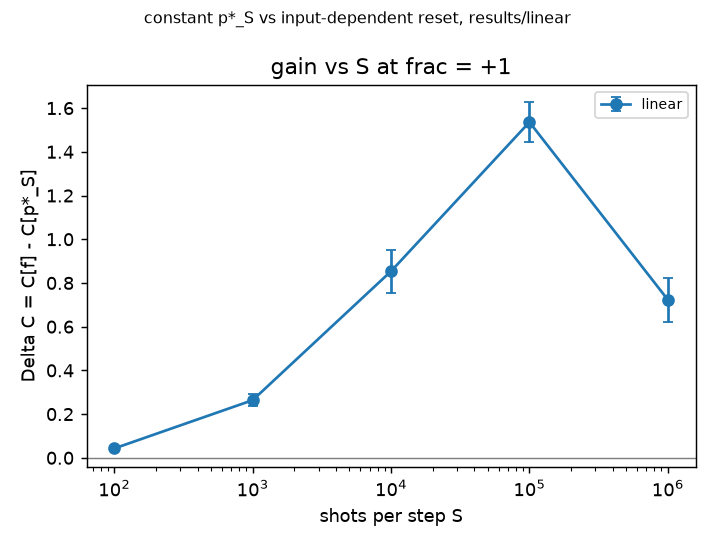 constant p*_S vs input-dependent reset, results/linear
gain vs S at frac = +1
linear
Delta C = C[f] - C[p*_S]
1.6
1.4
1.2
1.0
0.8
0.6
0.4
0.2
0.0
10² 10³ 10⁴ 10⁵ 10⁶
shots per step S